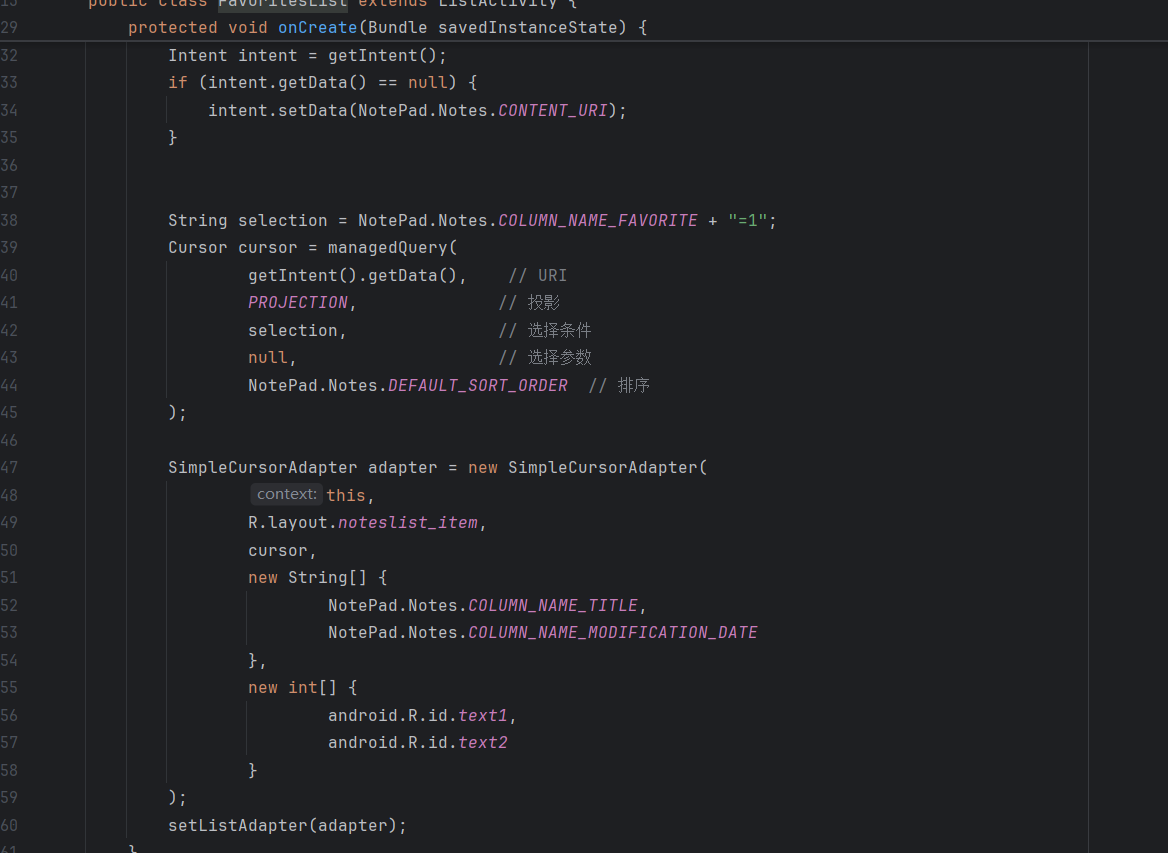 13 public class FavoritesList extends ListActivity {
29 protected void onCreate(Bundle savedInstanceState) {
32 Intent intent = getIntent();
33 if (intent.getData() == null) {
34 intent.setData(NotePad.Notes.CONTENT_URI);
35 }
36
37
38 String selection = NotePad.Notes.COLUMN_NAME_FAVORITE + "=1";
39 Cursor cursor = managedQuery(
40 getIntent().getData(), // URI
41 PROJECTION, // 投影
42 selection, // 选择条件
43 null, // 选择参数
44 NotePad.Notes.DEFAULT_SORT_ORDER // 排序
45 );
46
47 SimpleCursorAdapter adapter = new SimpleCursorAdapter(
48 context: this,
49 R.layout.noteslist_item,
50 cursor,
51 new String[] {
52 NotePad.Notes.COLUMN_NAME_TITLE,
53 NotePad.Notes.COLUMN_NAME_MODIFICATION_DATE
54 },
55 new int[] {
56 android.R.id.text1,
57 android.R.id.text2
58 }
59 );
60 setListAdapter(adapter);
61 }